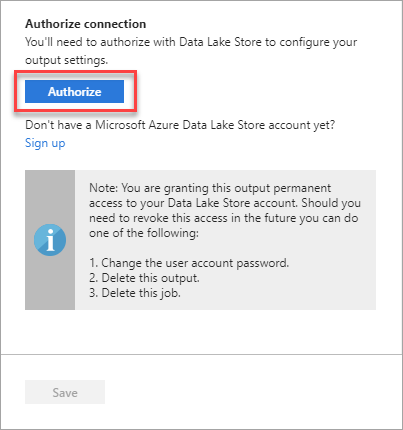 Authorize connection
You'll need to authorize with Data Lake Store to configure your
output settings.
Authorize
Don't have a Microsoft Azure Data Lake Store account yet?
Sign up
Note: You are granting this output permanent
access to your Data Lake Store account. Should you
need to revoke this access in the future you can do
one of the following:
1. Change the user account password.
2. Delete this output.
3. Delete this job.
Save